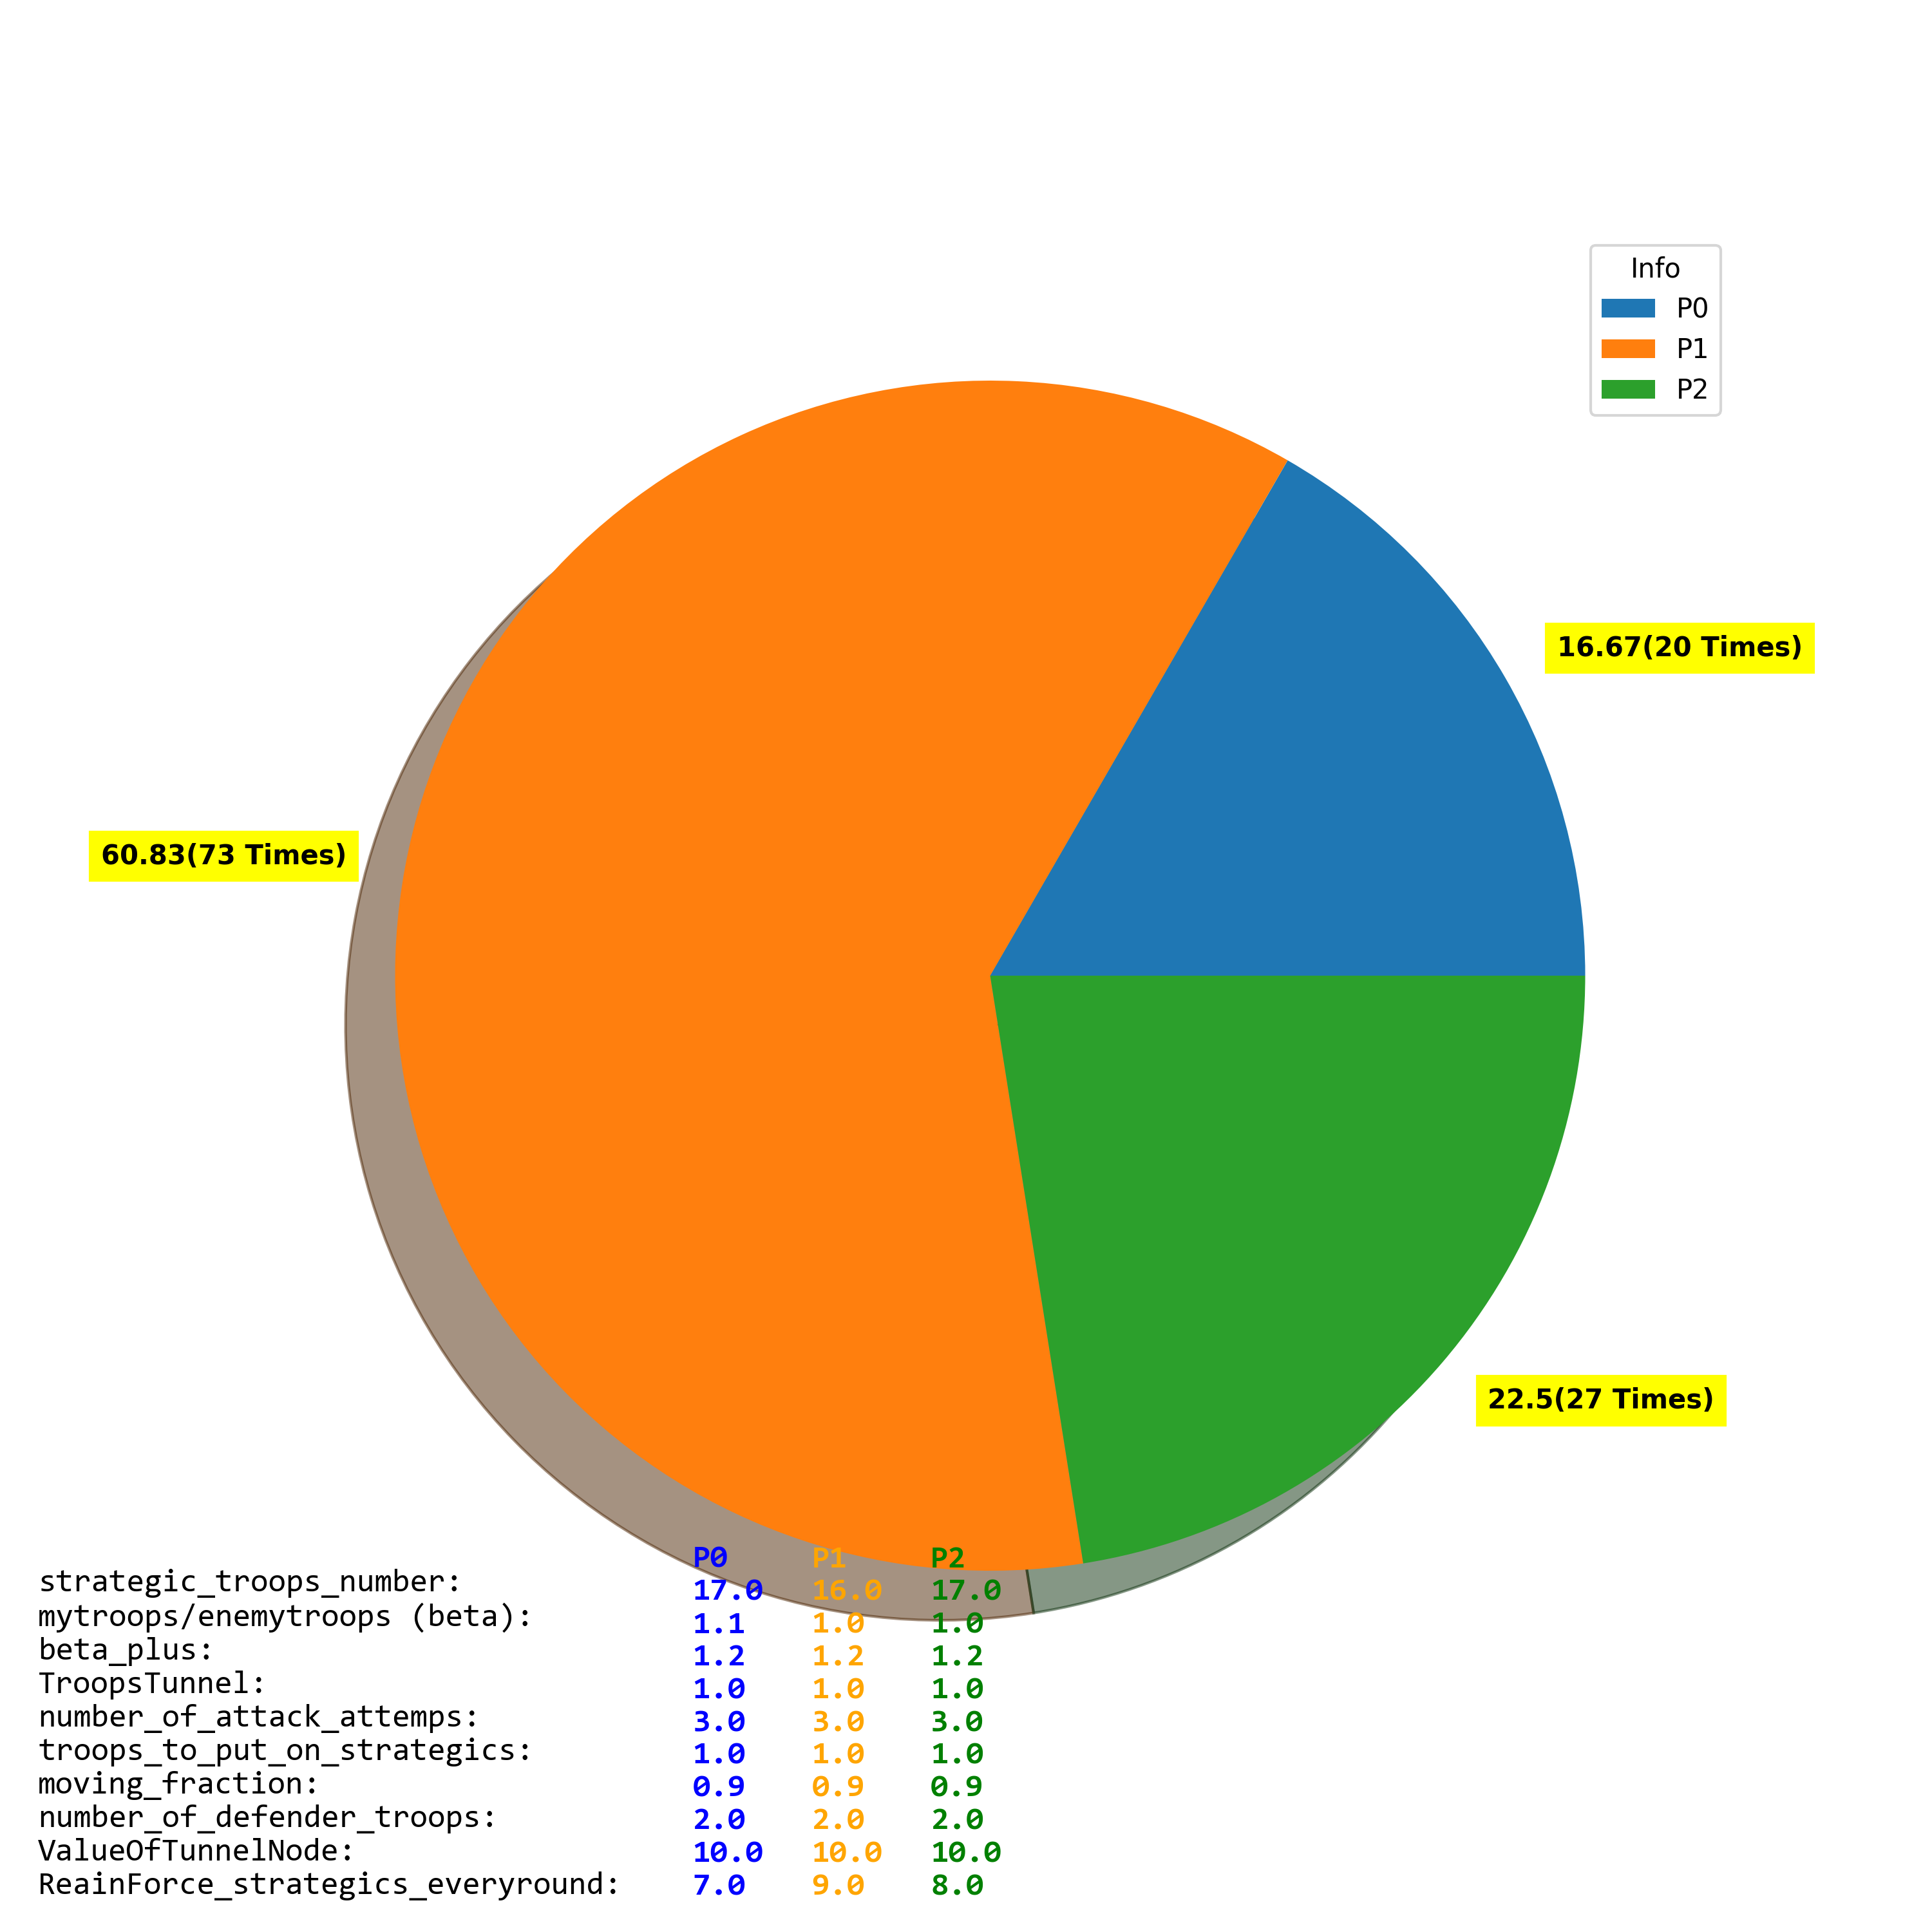 Info
P0
P1
P2
16.67(20 Times)
60.83(73 Times)
22.5(27 Times)
P0 P1 P2
strategic_troops_number: 17.0 16.0 17.0
mytroops/enemytroops (beta): 1.1 1.0 1.0
beta_plus: 1.2 1.2 1.2
TroopsTunnel: 1.0 1.0 1.0
number_of_attack_attemps: 3.0 3.0 3.0
troops_to_put_on_strategics: 1.0 1.0 1.0
moving_fraction: 0.9 0.9 0.9
number_of_defender_troops: 2.0 2.0 2.0
ValueOfTunnelNode: 10.0 10.0 10.0
ReainForce_strategics_everyround: 7.0 9.0 8.0